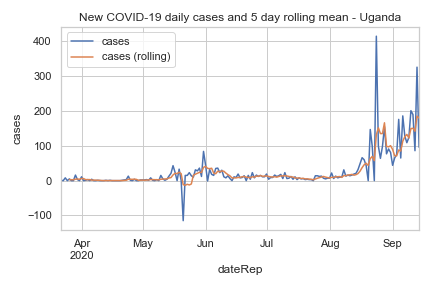 New COVID-19 daily cases and 5 day rolling mean - Uganda
cases
cases (rolling)
400
300
200
100
0
−100
cases
Apr
2020
May
Jun
Jul
Aug
Sep
dateRep